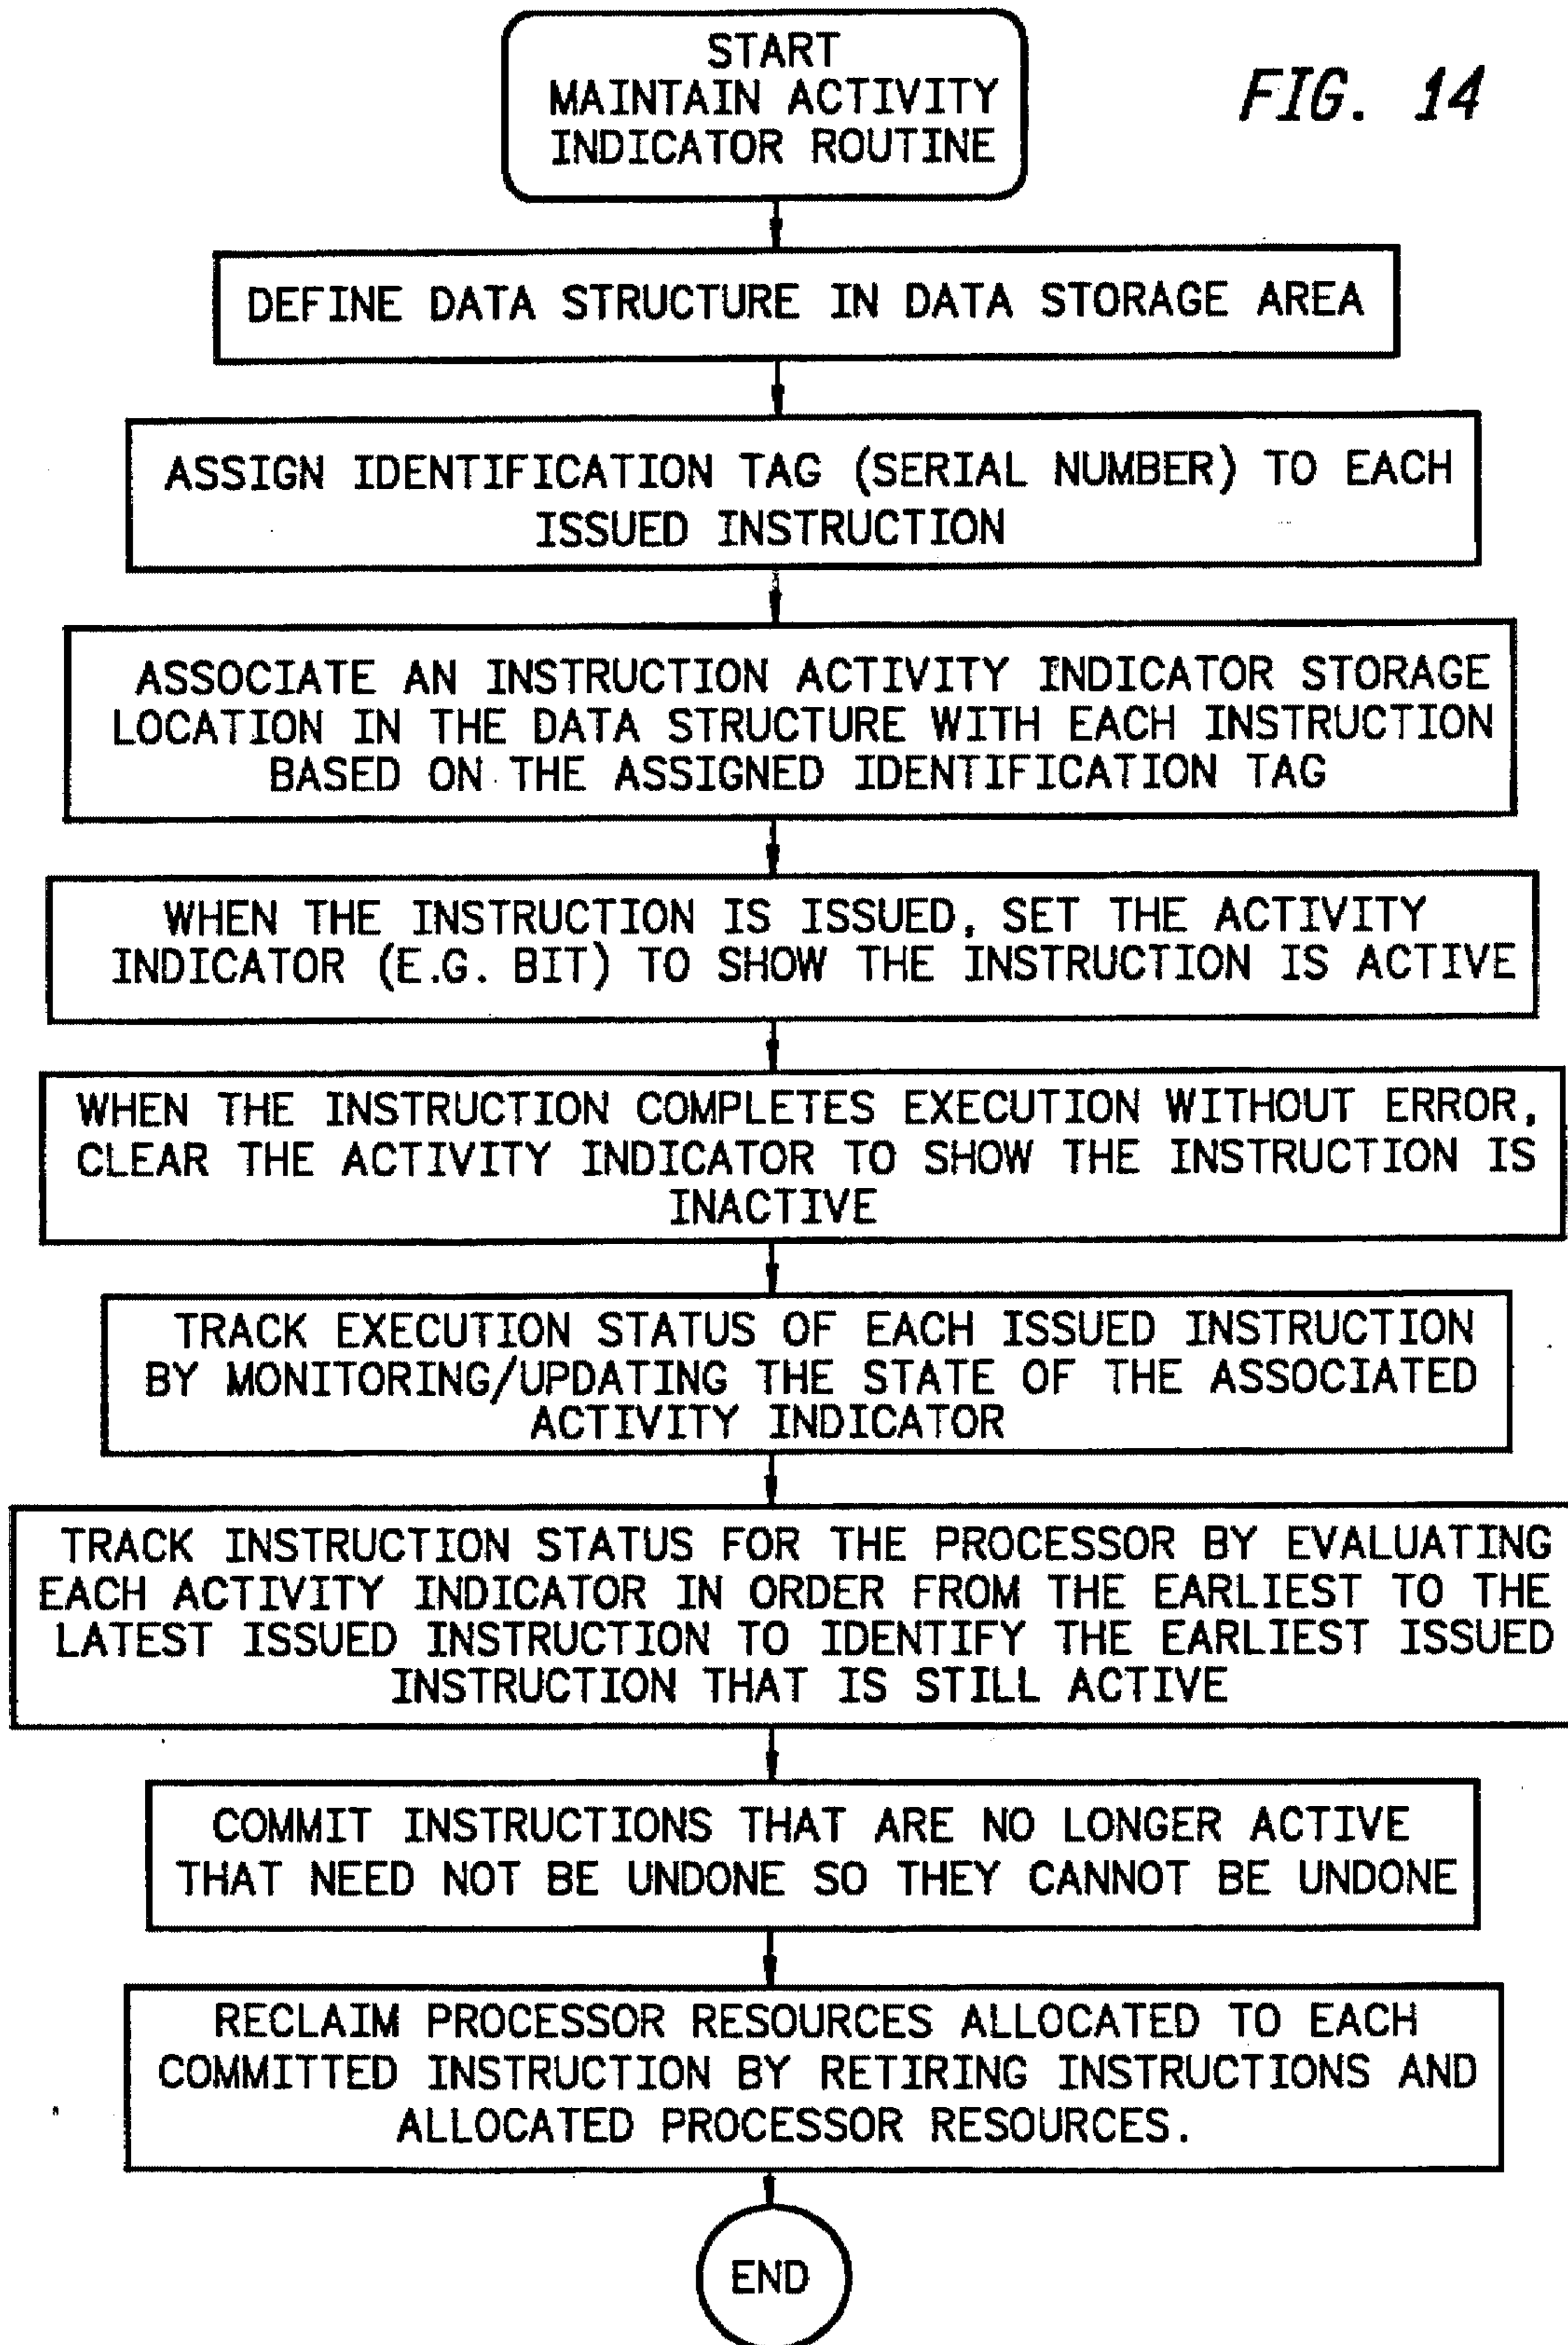 START
MAINTAIN ACTIVITY
INDICATOR ROUTINE
FIG. 14
DEFINE DATA STRUCTURE IN DATA STORAGE AREA
ASSIGN IDENTIFICATION TAG (SERIAL NUMBER) TO EACH
ISSUED INSTRUCTION
ASSOCIATE AN INSTRUCTION ACTIVITY INDICATOR STORAGE
LOCATION IN THE DATA STRUCTURE WITH EACH INSTRUCTION
BASED ON THE ASSIGNED IDENTIFICATION TAG
WHEN THE INSTRUCTION IS ISSUED, SET THE ACTIVITY
INDICATOR (E.G. BIT) TO SHOW THE INSTRUCTION IS ACTIVE
WHEN THE INSTRUCTION COMPLETES EXECUTION WITHOUT ERROR,
CLEAR THE ACTIVITY INDICATOR TO SHOW THE INSTRUCTION IS
INACTIVE
TRACK EXECUTION STATUS OF EACH ISSUED INSTRUCTION
BY MONITORING/UPDATING THE STATE OF THE ASSOCIATED
ACTIVITY INDICATOR
TRACK INSTRUCTION STATUS FOR THE PROCESSOR BY EVALUATING
EACH ACTIVITY INDICATOR IN ORDER FROM THE EARLIEST TO THE
LATEST ISSUED INSTRUCTION TO IDENTIFY THE EARLIEST ISSUED
INSTRUCTION THAT IS STILL ACTIVE
COMMIT INSTRUCTIONS THAT ARE NO LONGER ACTIVE
THAT NEED NOT BE UNDONE SO THEY CANNOT BE UNDONE
RECLAIM PROCESSOR RESOURCES ALLOCATED TO EACH
COMMITTED INSTRUCTION BY RETIRING INSTRUCTIONS AND
ALLOCATED PROCESSOR RESOURCES.
END